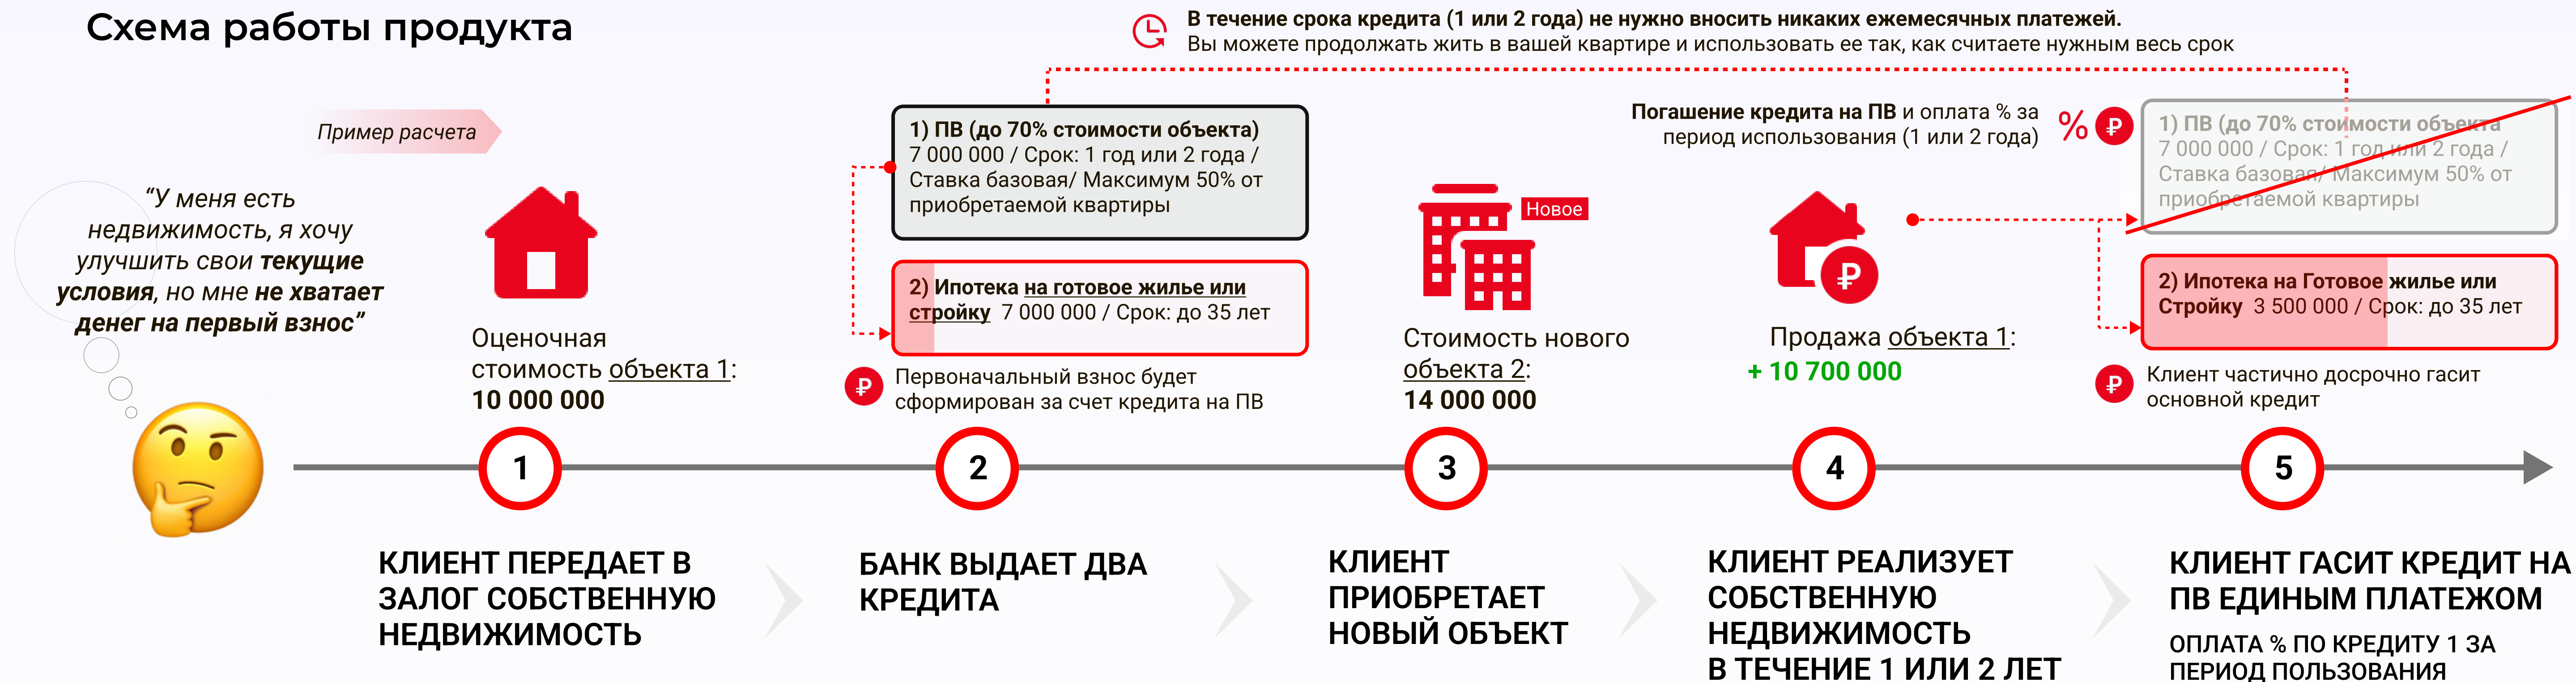 Схема работы продукта
В течение срока кредита (1 или 2 года) не нужно вносить никаких ежемесячных платежей.
Вы можете продолжать жить в вашей квартире и использовать ее так, как считаете нужным весь срок
Пример расчета
“У меня есть
недвижимость, я хочу
улучшить свои текущие
условия, но мне не хватает
денег на первый взнос”
Оценочная
стоимость объекта 1:
10 000 000
1) ПВ (до 70% стоимости объекта)
7 000 000 / Срок: 1 год или 2 года /
Ставка базовая/ Максимум 50% от
приобретаемой квартиры
2) Ипотека на готовое жилье или
стройку 7 000 000 / Срок: до 35 лет
₽
Первоначальный взнос будет
сформирован за счет кредита на ПВ
Новое
Стоимость нового
объекта 2:
14 000 000
Погашение кредита на ПВ и оплата % за
период использования (1 или 2 года)
% ₽
₽
Продажа объекта 1:
+ 10 700 000
1) ПВ (до 70% стоимости объекта
7 000 000 / Срок: 1 год или 2 года /
Ставка базовая/ Максимум 50% от
приобретаемой квартиры
2) Ипотека на Готовое жилье или
Стройку 3 500 000 / Срок: до 35 лет
₽
Клиент частично досрочно гасит
основной кредит
1
2
3
4
5
КЛИЕНТ ПЕРЕДАЕТ В
ЗАЛОГ СОБСТВЕННУЮ
НЕДВИЖИМОСТЬ
БАНК ВЫДАЕТ ДВА
КРЕДИТА
КЛИЕНТ
ПРИОБРЕТАЕТ
НОВЫЙ ОБЪЕКТ
КЛИЕНТ РЕАЛИЗУЕТ
СОБСТВЕННУЮ
НЕДВИЖИМОСТЬ
В ТЕЧЕНИЕ 1 ИЛИ 2 ЛЕТ
КЛИЕНТ ГАСИТ КРЕДИТ НА
ПВ ЕДИНЫМ ПЛАТЕЖОМ
ОПЛАТА % ПО КРЕДИТУ 1 ЗА
ПЕРИОД ПОЛЬЗОВАНИЯ